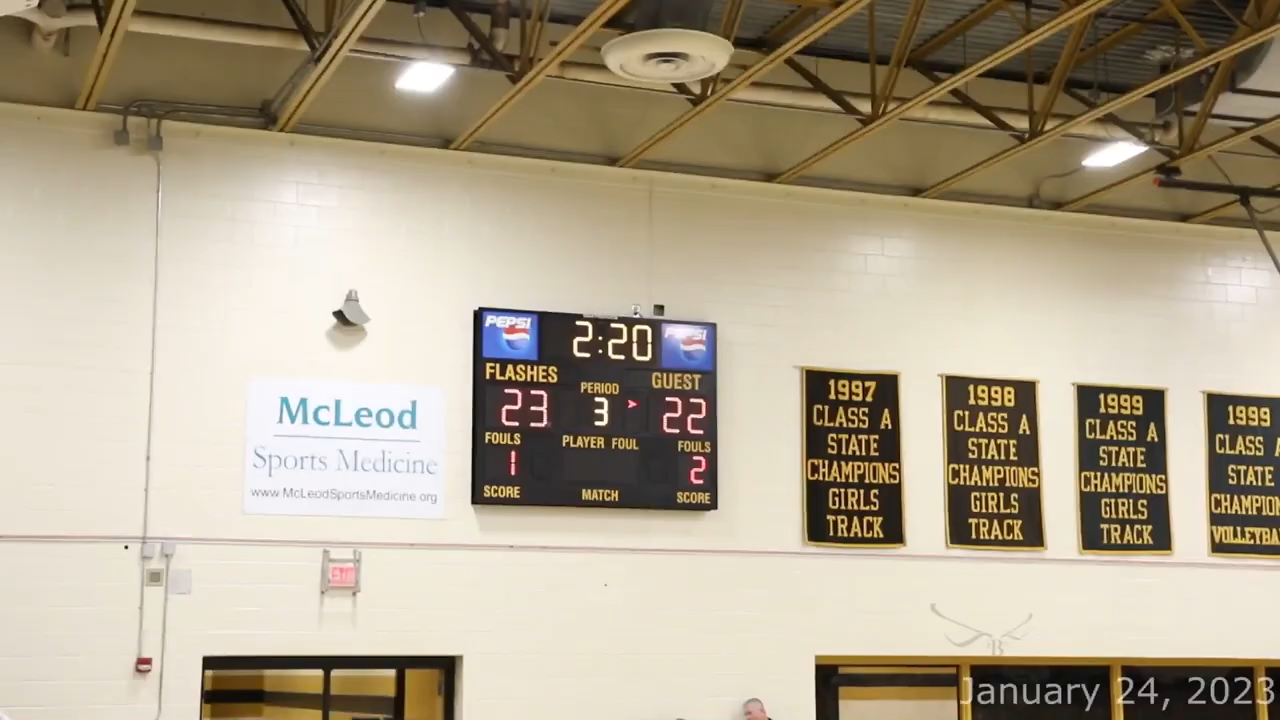 PEPSI
2:20
PEPSI
FLASHES
PERIOD
GUEST
23
3
22
FOULS
PLAYER FOUL
FOULS
1
2
SCORE
MATCH
SCORE
McLeod
Sports Medicine
www.McLeodSportsMedicine.org
1997
CLASS A
STATE
CHAMPIONS
GIRLS
TRACK
1998
CLASS A
STATE
CHAMPIONS
GIRLS
TRACK
1999
CLASS A
STATE
CHAMPIONS
GIRLS
TRACK
1999
CLASS A
STATE
CHAMPION
VOLLEYBA
B
January 24, 2023